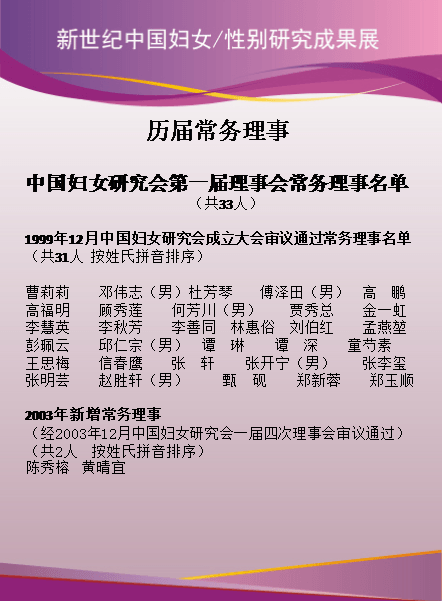 新世纪中国妇女/性别研究成果展
历届常务理事
中国妇女研究会第一届理事会常务理事名单
（共33人）
1999年12月中国妇女研究会成立大会审议通过常务理事名单
（共31人 按姓氏拼音排序）
曹莉莉 邓伟志（男）杜芳琴 傅泽田（男） 高 鹏
高福明 顾秀莲 何芳川（男） 贾秀总 金一虹
李慧英 李秋芳 李善同 林惠俗 刘伯红 孟燕堃
彭珮云 邱仁宗（男） 谭 琳 谭 深 童芍素
王思梅 信春鹰 张 轩 张开宁（男） 张李玺
张明芸 赵胜轩（男） 甄 砚 郑新蓉 郑玉顺
2003年新增常务理事
（经2003年12月中国妇女研究会一届四次理事会审议通过）
（共2人 按姓氏拼音排序）
陈秀榕 黄晴宜